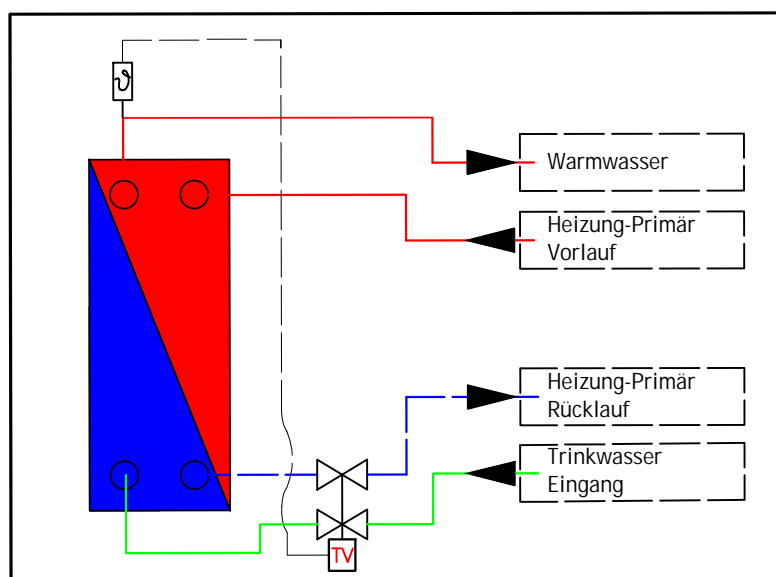 ϑ
Warmwasser
Heizung-Primär
Vorlauf
Heizung-Primär
Rücklauf
Trinkwasser
Eingang
TV